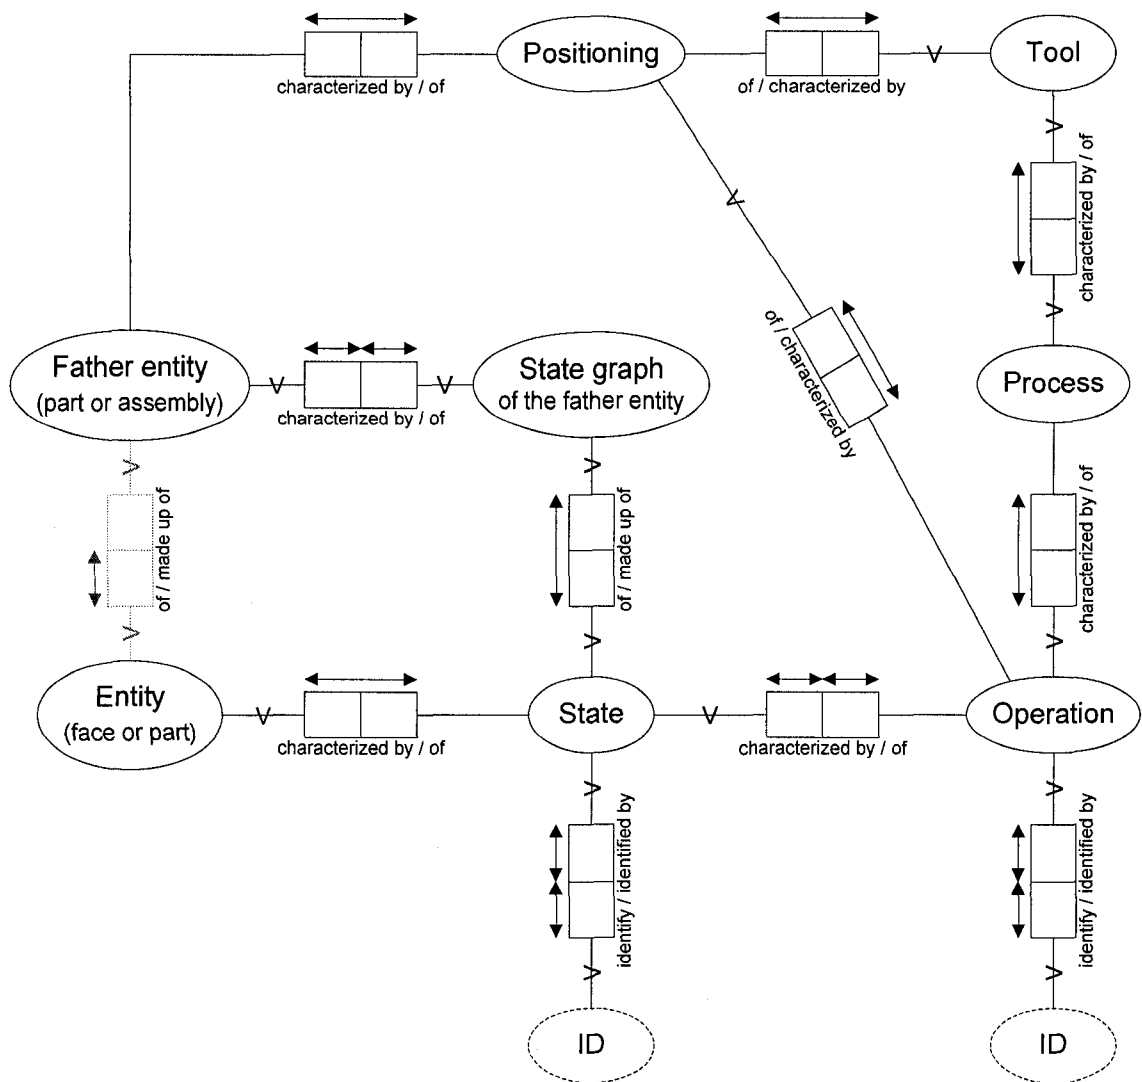 Positioning
Tool
characterized by / of
of / characterized by
characterized by / of
of / characterized by
Father entity
(part or assembly)
State graph
of the father entity
Process
characterized by / of
of / made up of
of / made up of
characterized by / of
Entity
(face or part)
State
Operation
characterized by / of
characterized by / of
identify / identified by
identify / identified by
ID
ID